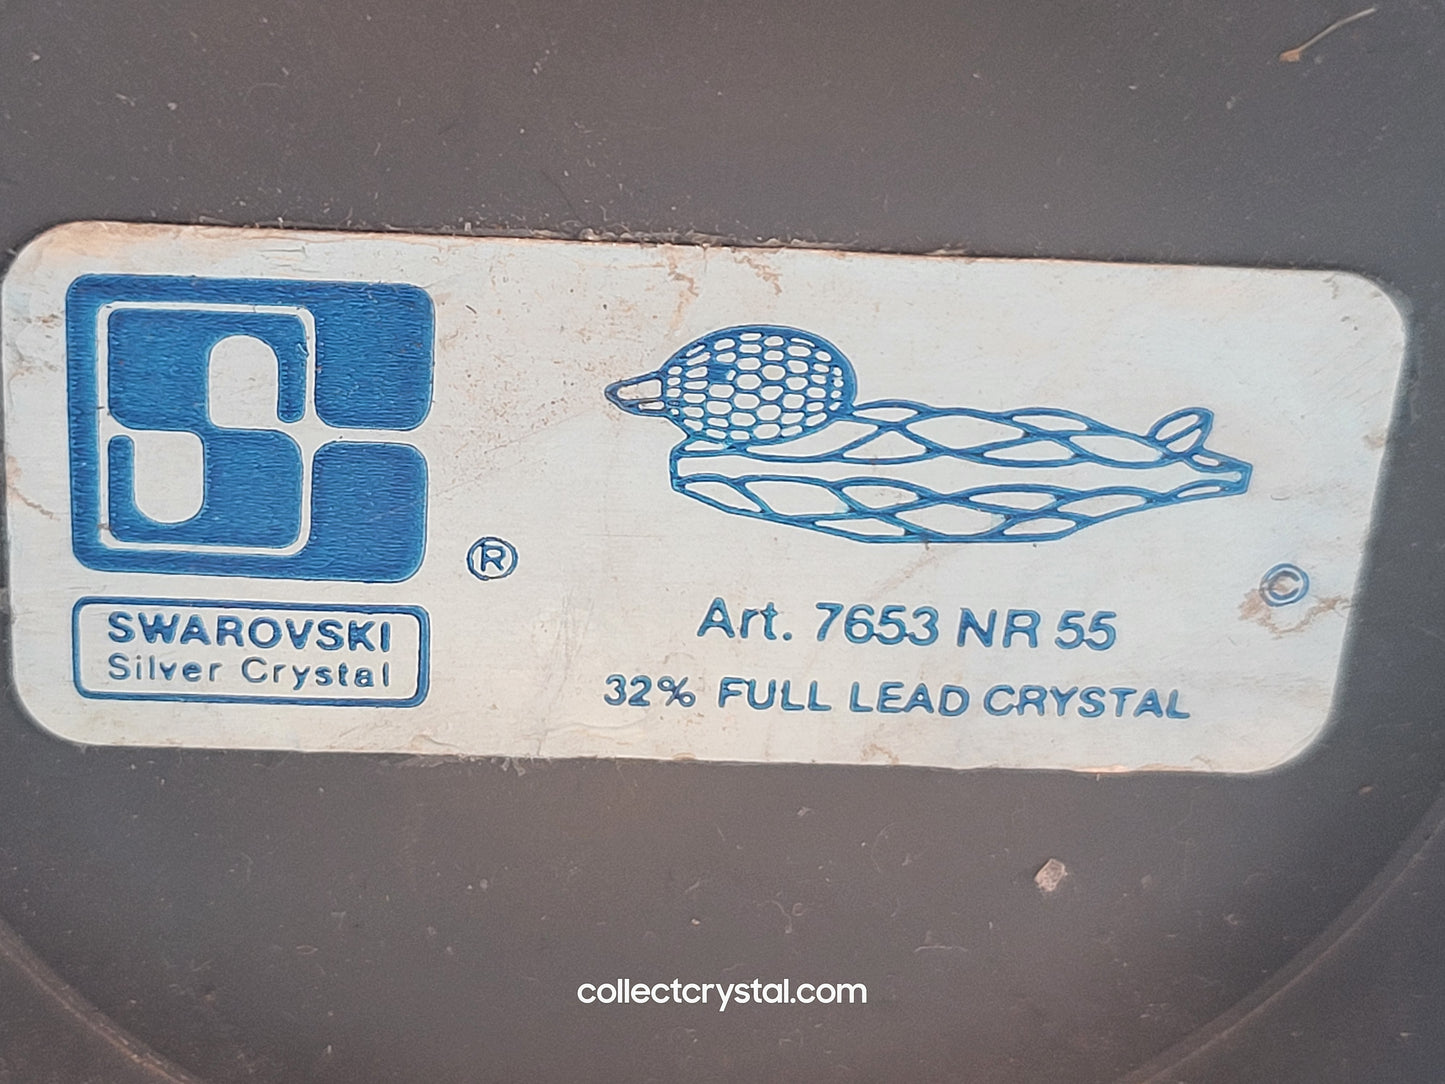 ®
SWAROVSKI
Silver Crystal
©
Art. 7653 NR 55
32% FULL LEAD CRYSTAL
collectcrystal.com